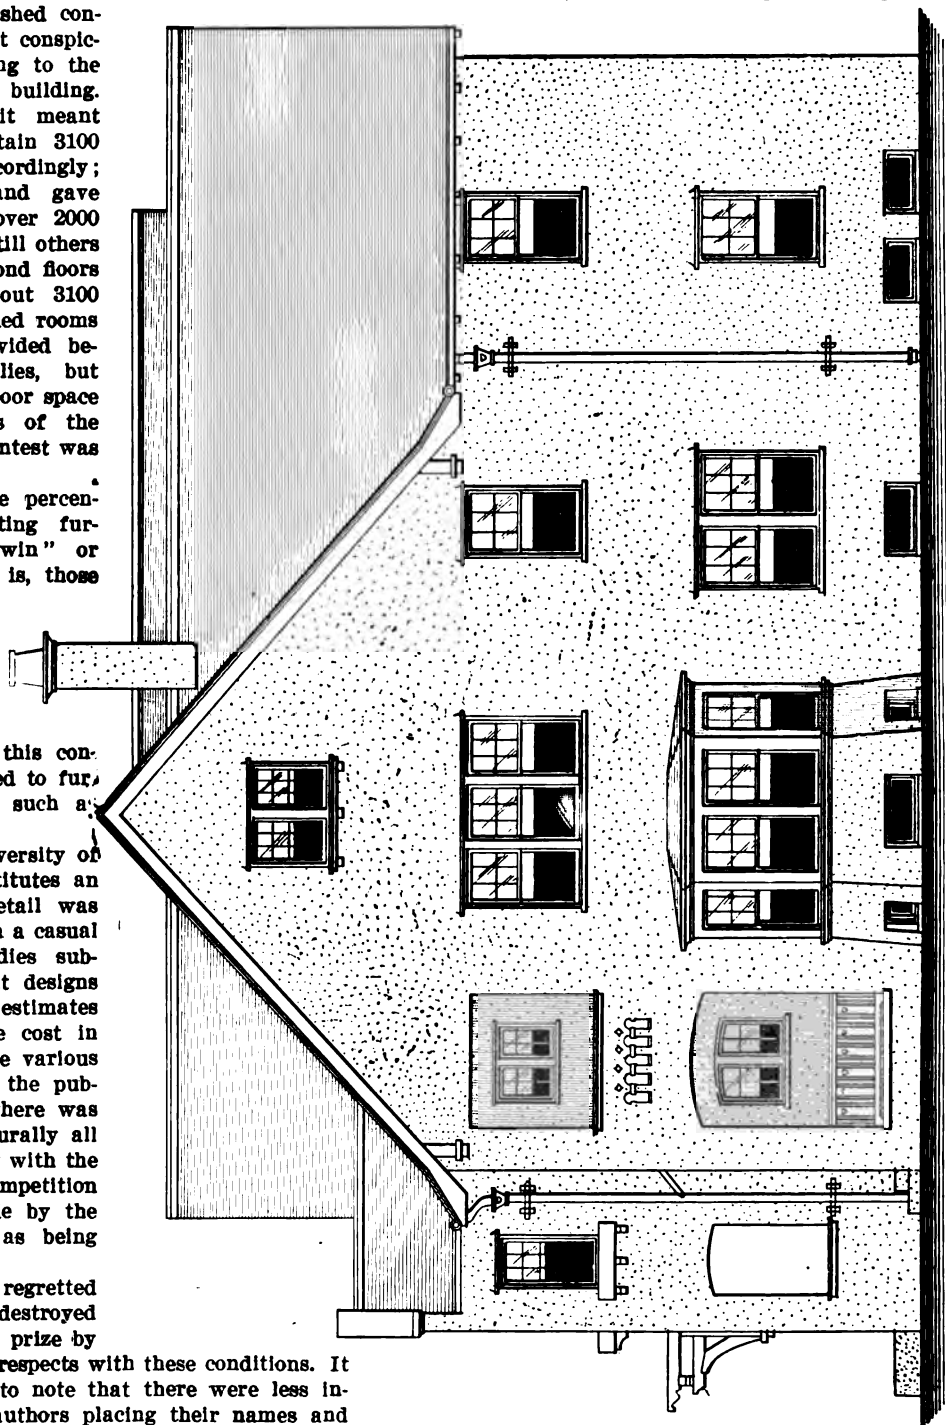 shed con-
t conspic-
ng to the
building.
it meant
tain 3100
cordingly;
and gave
over 2000
till others
ond floors
out 3100
ed rooms
vided be-
lies, but
oor space
s of the
ntest was
e percen-
ting fur-
win" or
is, those
this con-
ed to fur,
such a
versity of
titutes an
etail was
a casual
dies sub-
t designs
estimates
e cost in
e various
the pub-
here was
urally all
with the
mpetition
e by the
as being
regretted
destroyed
prize by
respects with these conditions. It
to note that there were less in-
authors placing their names and